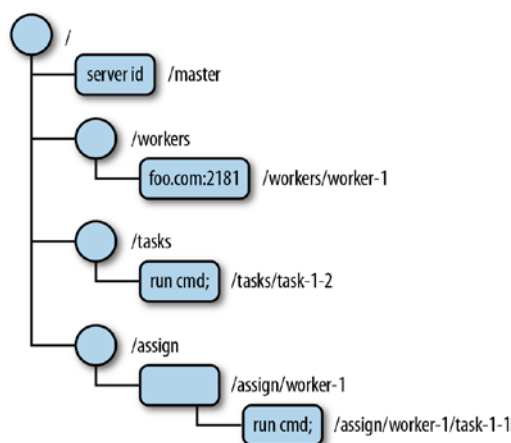 /
server id /master
/workers
foo.com:2181 /workers/worker-1
/tasks
run cmd; /tasks/task-1-2
/assign
/assign/worker-1
run cmd; /assign/worker-1/task-1-1